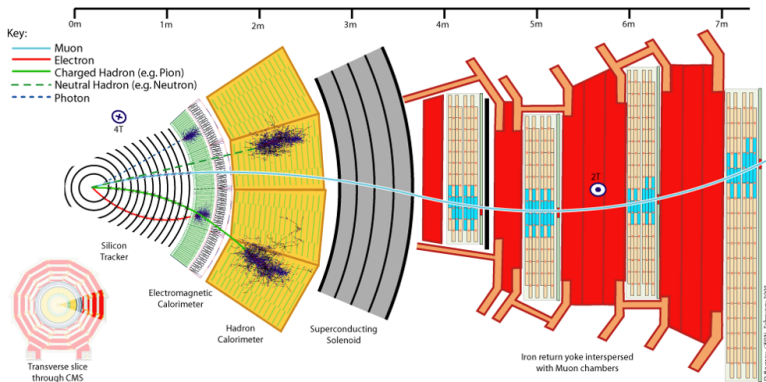 0m 1m 2m 3m 4m 5m 6m 7m
Key:
Muon
Electron
Charged Hadron (e.g. Pion)
Neutral Hadron (e.g. Neutron)
Photon
4T
2T
Silicon
Tracker
Electromagnetic
Calorimeter
Hadron
Calorimeter
Superconducting
Solenoid
Iron return yoke interspersed
with Muon chambers
Transverse slice
through CMS